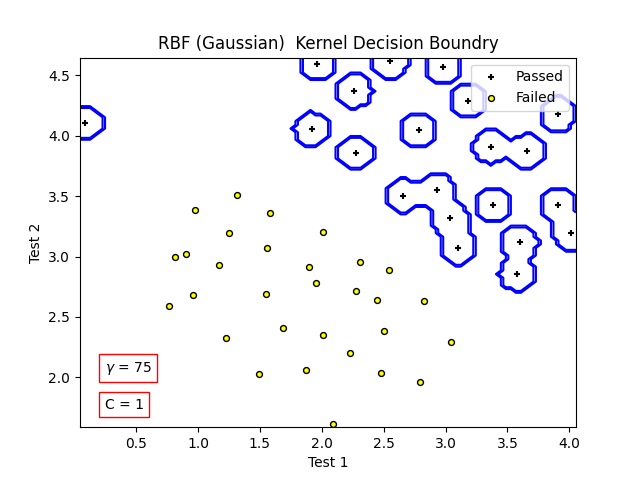 RBF (Gaussian)  Kernel Decision Boundry
4.5
4.0
3.5
3.0
2.5
2.0
Test 2
Passed
Failed
γ = 75
C = 1
0.5 1.0 1.5 2.0 2.5 3.0 3.5 4.0
Test 1